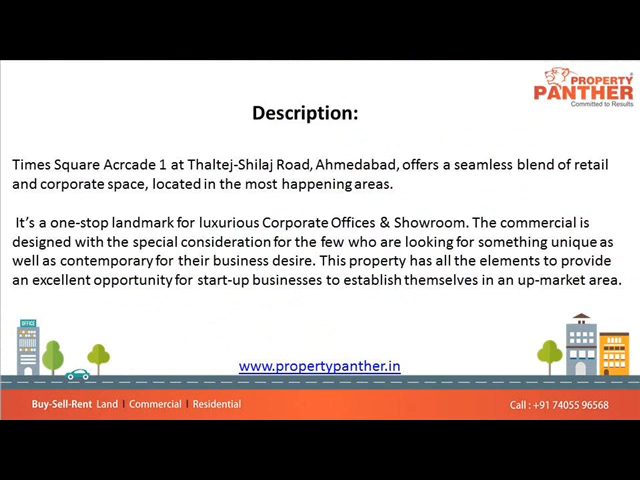 PROPERTY
PANTHER
Committed to Results
Description:
Times Square Acrcade 1 at Thaltej-Shilaj Road, Ahmedabad, offers a seamless blend of retail
and corporate space, located in the most happening areas.
It's a one-stop landmark for luxurious Corporate Offices & Showroom. The commercial is
designed with the special consideration for the few who are looking for something unique as
well as contemporary for their business desire. This property has all the elements to provide
an excellent opportunity for start-up businesses to establish themselves in an up-market area.
OFFICE
www.propertypanther.in
Buy-Sell-Rent Land | Commercial | Residential
Call : +91 74055 96568